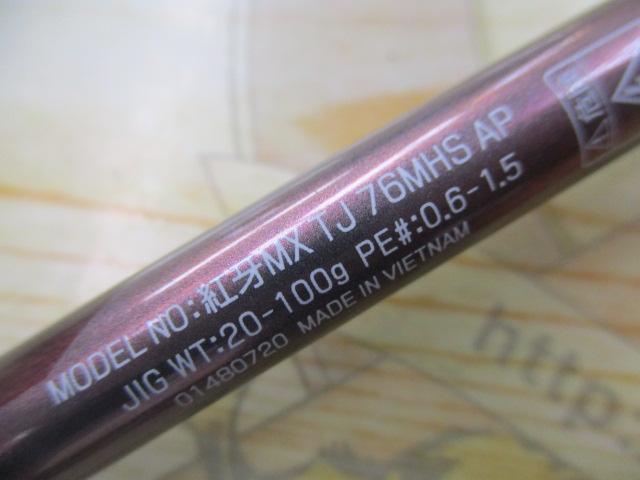 MODEL NO:紅牙MX TJ 76MHS AP
JIG WT:20-100g PE#:0.6-1.5
01480720 MADE IN VIETNAM
http: